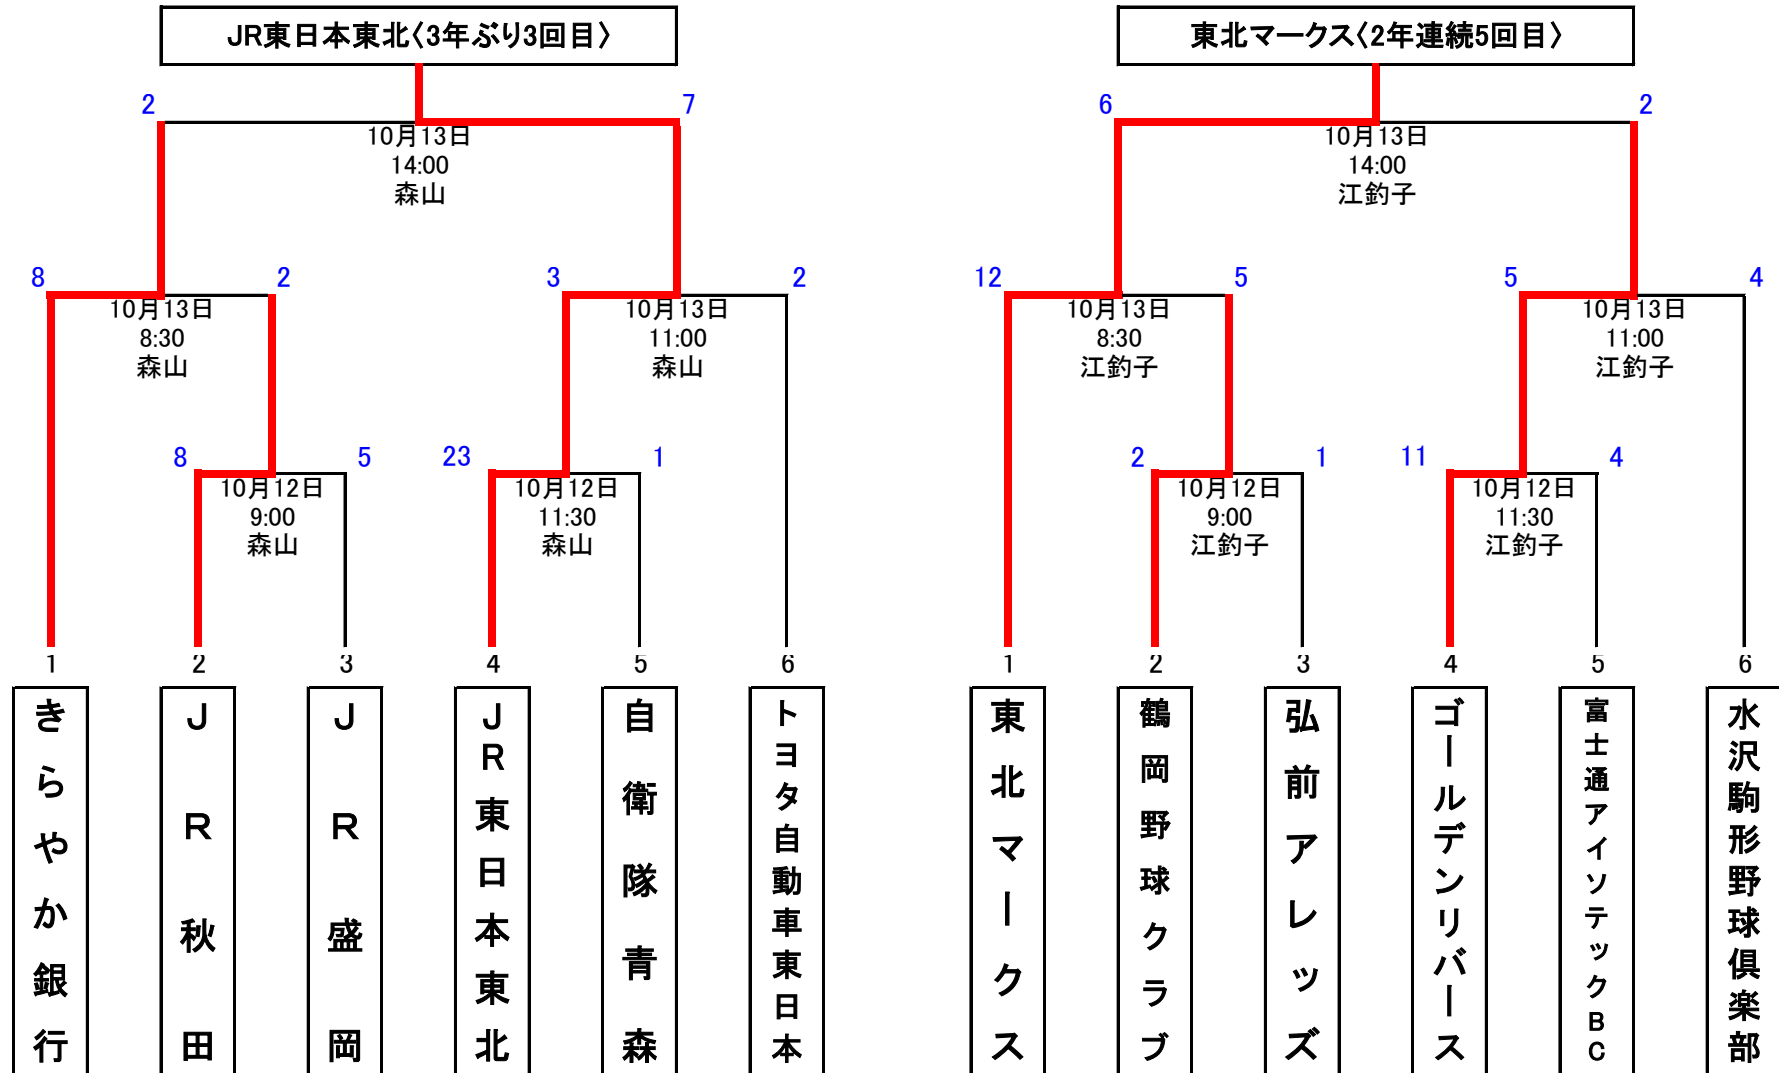 JR東日本東北〈3年ぶり3回目〉
2
7
10月13日
14:00
森山
8
2
10月13日
8:30
森山
3
2
10月13日
11:00
森山
8
5
10月12日
9:00
森山
23
1
10月12日
11:30
森山
1
2
3
4
5
6
きらやか銀行
JR秋田
JR盛岡
JR東日本東北
自衛隊青森
トヨタ自動車東日本
東北マークス〈2年連続5回目〉
6
2
10月13日
14:00
江釣子
12
5
10月13日
8:30
江釣子
5
4
10月13日
11:00
江釣子
2
1
10月12日
9:00
江釣子
11
4
10月12日
11:30
江釣子
1
2
3
4
5
6
東北マークス
鶴岡野球クラブ
弘前アレッズ
ゴールデンリバース
富士通アイソテックBC
水沢駒形野球倶楽部